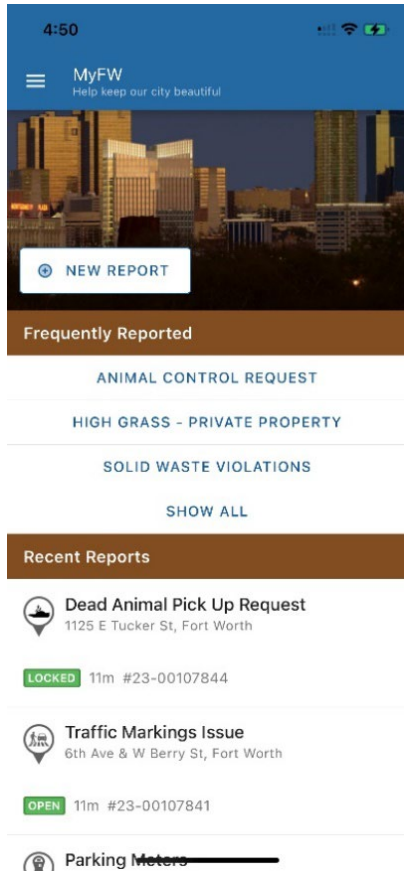 4:50
MyFW
Help keep our city beautiful
NEW REPORT
Frequently Reported
ANIMAL CONTROL REQUEST
HIGH GRASS - PRIVATE PROPERTY
SOLID WASTE VIOLATIONS
SHOW ALL
Recent Reports
Dead Animal Pick Up Request
1125 E Tucker St, Fort Worth
LOCKED 11m #23-00107844
Traffic Markings Issue
6th Ave & W Berry St, Fort Worth
OPEN 11m #23-00107841
Parking Meters